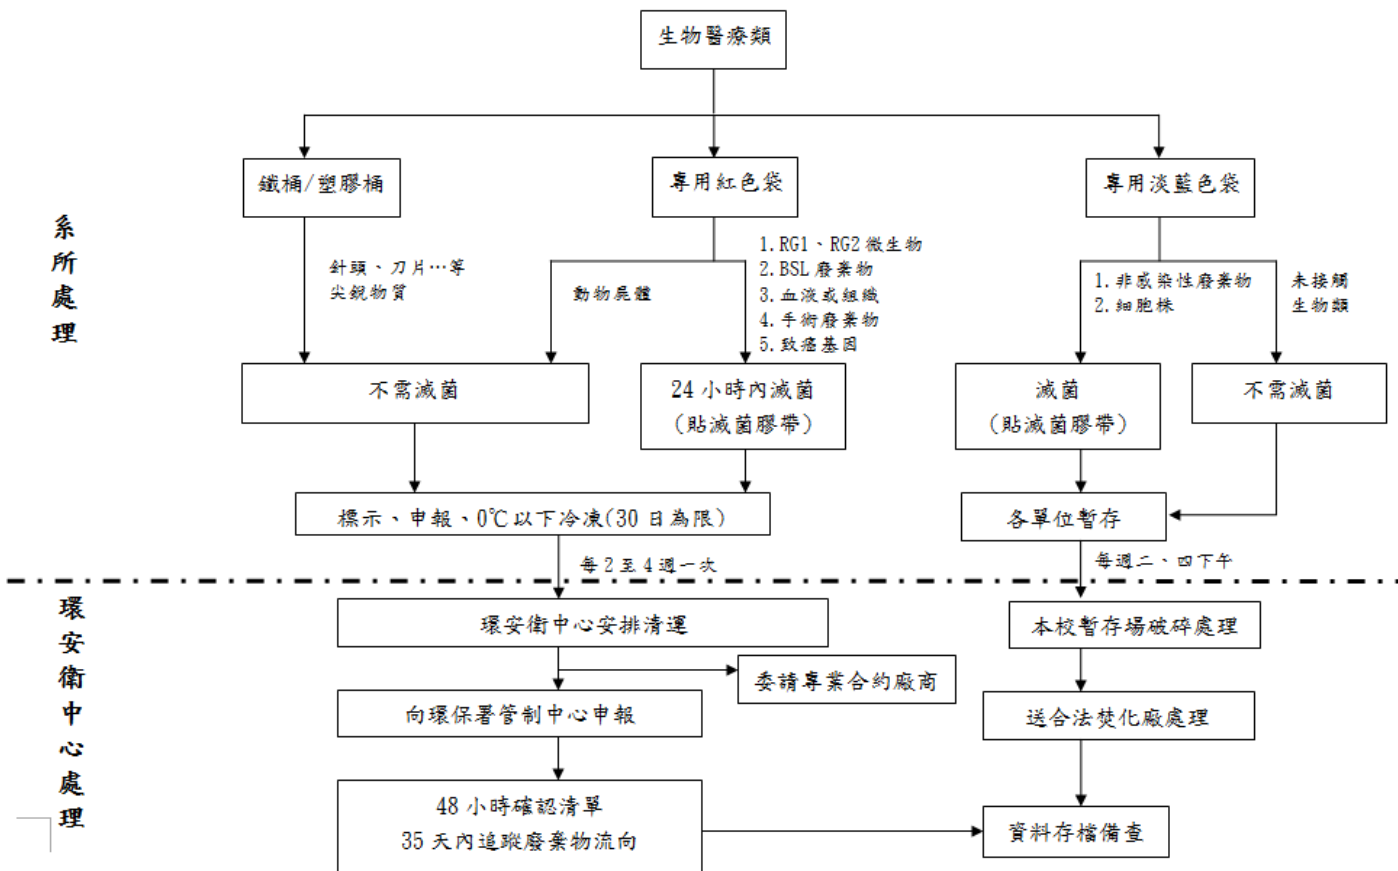 生物醫療類
鐵桶/塑膠桶
專用紅色袋
專用淡藍色袋
系所處理
針頭、刀片…等
尖銳物質
動物屍體
1.RG1、RG2 微生物
2.BSL 廢棄物
3.血液或組織
4.手術廢棄物
5.致癌基因
1.非感染性廢棄物
2.細胞株
未接觸
生物類
不需滅菌
24 小時內滅菌
(貼滅菌膠帶)
滅菌
(貼滅菌膠帶)
不需滅菌
標示、申報、0℃以下冷凍(30 日為限)
各單位暫存
每 2 至 4 週一次
每週二、四下午
環安衛中心處理
環安衛中心安排清運
本校暫存場破碎處理
委請專業合約廠商
向環保署管制中心申報
送合法焚化廠處理
48 小時確認清單
35 天內追蹤廢棄物流向
資料存檔備查